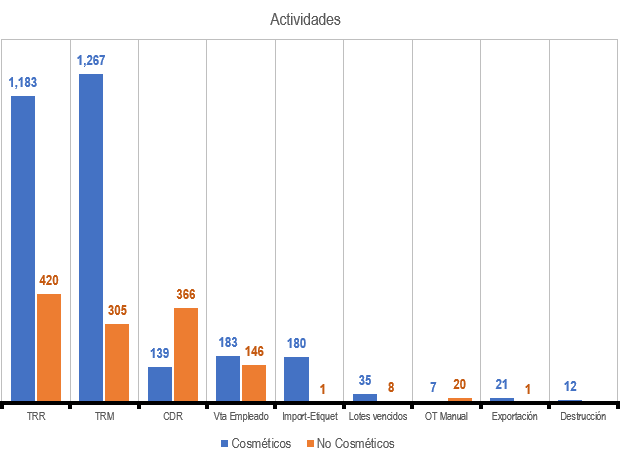 Actividades
1,183
1,267
420
305
139
366
183
146
180
1
35
8
7
20
21
1
12
TRR
TRM
CDR
Vta Empleado
Import-Etiquet
Lotes vencidos
OT Manual
Exportación
Destrucción
Cosméticos
No Cosméticos